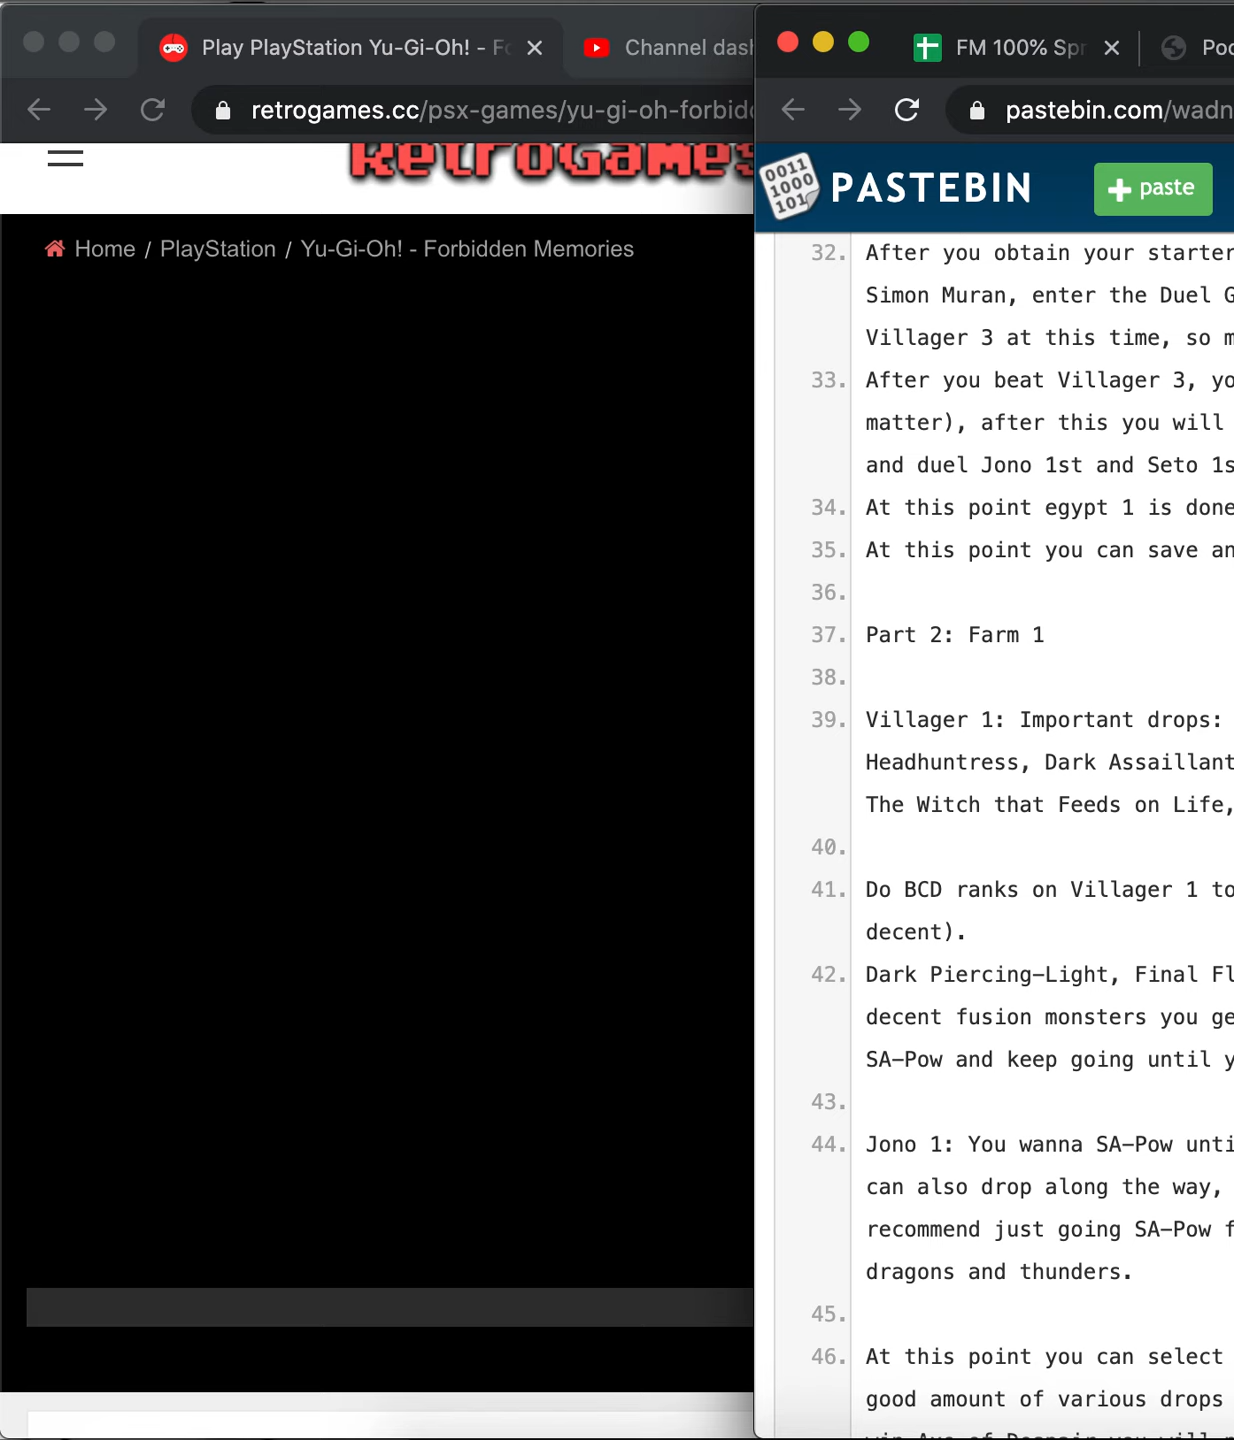 Play PlayStation Yu-Gi-Oh! - Fo
Channel dash
retrogames.cc/psx-games/yu-gi-oh-forbidd
RetroGames
Home / PlayStation / Yu-Gi-Oh! - Forbidden Memories
FM 100% Spr
Poc
pastebin.com/wadn
0011
1000
101
PASTEBIN
+ paste
32. After you obtain your starter
Simon Muran, enter the Duel G
Villager 3 at this time, so m
33. After you beat Villager 3, yo
matter), after this you will
and duel Jono 1st and Seto 1s
34. At this point egypt 1 is done
35. At this point you can save an
36.
37. Part 2: Farm 1
38.
39. Villager 1: Important drops:
Headhuntress, Dark Assaillant
The Witch that Feeds on Life,
40.
41. Do BCD ranks on Villager 1 to
decent).
42. Dark Piercing-Light, Final Fl
decent fusion monsters you ge
SA-Pow and keep going until y
43.
44. Jono 1: You wanna SA-Pow unti
can also drop along the way,
recommend just going SA-Pow f
dragons and thunders.
45.
46. At this point you can select
good amount of various drops